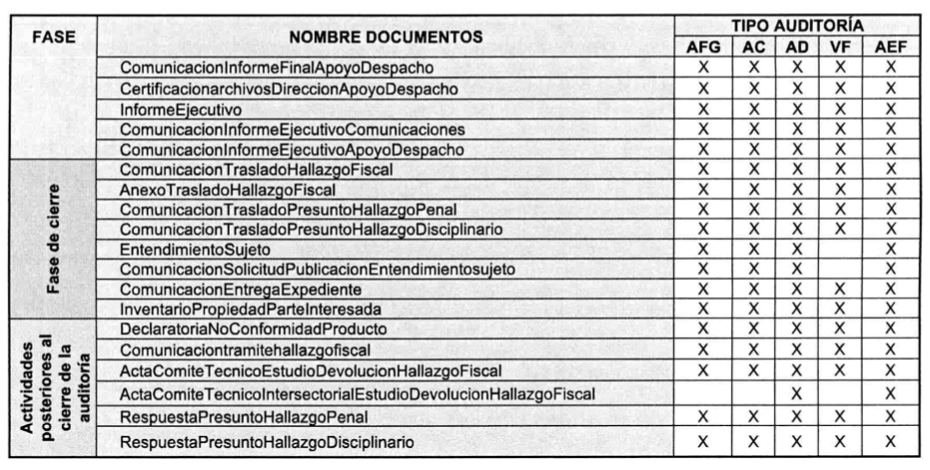 FASE NOMBRE DOCUMENTOS TIPO AUDITORÍA
AFG AC AD VF AEF
ComunicacionInformeFinalApoyoDespacho X X X X X
CertificacionarchivosDireccionApoyoDespacho X X X X X
InformeEjecutivo X X X X X
ComunicacionInformeEjecutivoComunicaciones X X X X X
ComunicacionInformeEjecutivoApoyoDespacho X X X X X
Fase de cierre
ComunicacionTrasladoHallazgoFiscal X X X X X
AnexoTrasladoHallazgoFiscal X X X X X
ComunicacionTrasladoPresuntoHallazgoPenal X X X X X
ComunicacionTrasladoPresuntoHallazgoDisciplinario X X X X X
EntendimientoSujeto X X X X
ComunicacionSolicitudPublicacionEntendimientosujeto X X X X
ComunicacionEntregaExpediente X X X X X
InventarioPropiedadParteInteresada X X X X X
Actividades
posteriores al
cierre de la
auditoría
DeclaratoriaNoConformidadProducto X X X X X
Comunicaciontramitehallazgofiscal X X X X X
ActaComiteTecnicoEstudioDevolucionHallazgoFiscal X X X X X
ActaComiteTecnicoIntersectorialEstudioDevolucionHallazgoFiscal X X
RespuestaPresuntoHallazgoPenal X X X X X
RespuestaPresuntoHallazgoDisciplinario X X X X X